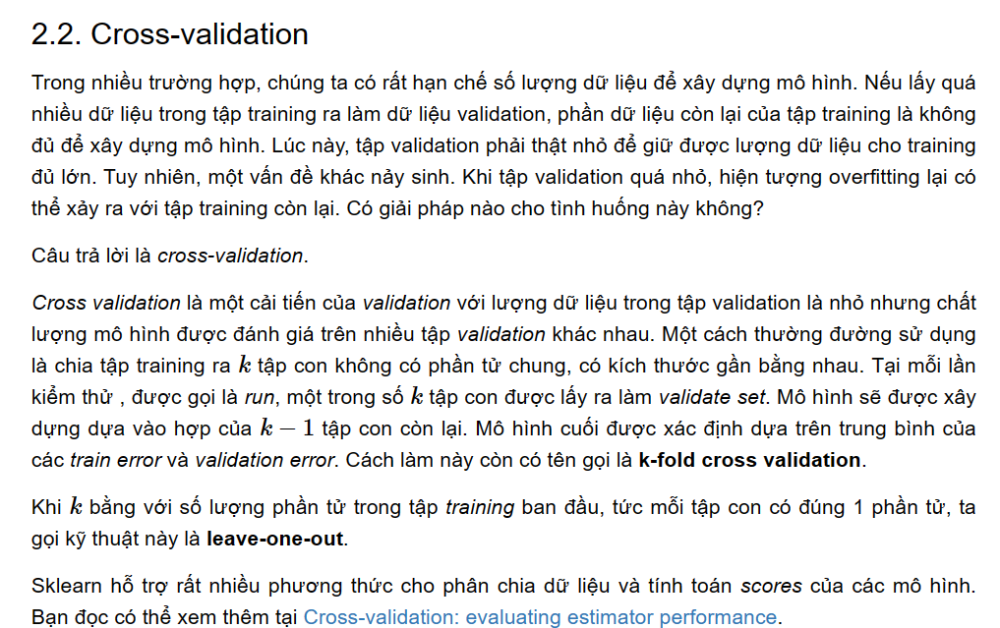 2.2. Cross-validation
Trong nhiều trường hợp, chúng ta có rất hạn chế số lượng dữ liệu để xây dựng mô hình. Nếu lấy quá
nhiều dữ liệu trong tập training ra làm dữ liệu validation, phần dữ liệu còn lại của tập training là không
đủ để xây dựng mô hình. Lúc này, tập validation phải thật nhỏ để giữ được lượng dữ liệu cho training
đủ lớn. Tuy nhiên, một vấn đề khác nảy sinh. Khi tập validation quá nhỏ, hiện tượng overfitting lại có
thể xảy ra với tập training còn lại. Có giải pháp nào cho tình huống này không?
Câu trả lời là cross-validation.
Cross validation là một cải tiến của validation với lượng dữ liệu trong tập validation là nhỏ nhưng chất
lượng mô hình được đánh giá trên nhiều tập validation khác nhau. Một cách thường đường sử dụng
là chia tập training ra k tập con không có phần tử chung, có kích thước gần bằng nhau. Tại mỗi lần
kiểm thử , được gọi là run, một trong số k tập con được lấy ra làm validate set. Mô hình sẽ được xây
dựng dựa vào hợp của k − 1 tập con còn lại. Mô hình cuối được xác định dựa trên trung bình của
các train error và validation error. Cách làm này còn có tên gọi là k-fold cross validation.
Khi k bằng với số lượng phần tử trong tập training ban đầu, tức mỗi tập con có đúng 1 phần tử, ta
gọi kỹ thuật này là leave-one-out.
Sklearn hỗ trợ rất nhiều phương thức cho phân chia dữ liệu và tính toán scores của các mô hình.
Bạn đọc có thể xem thêm tại Cross-validation: evaluating estimator performance.